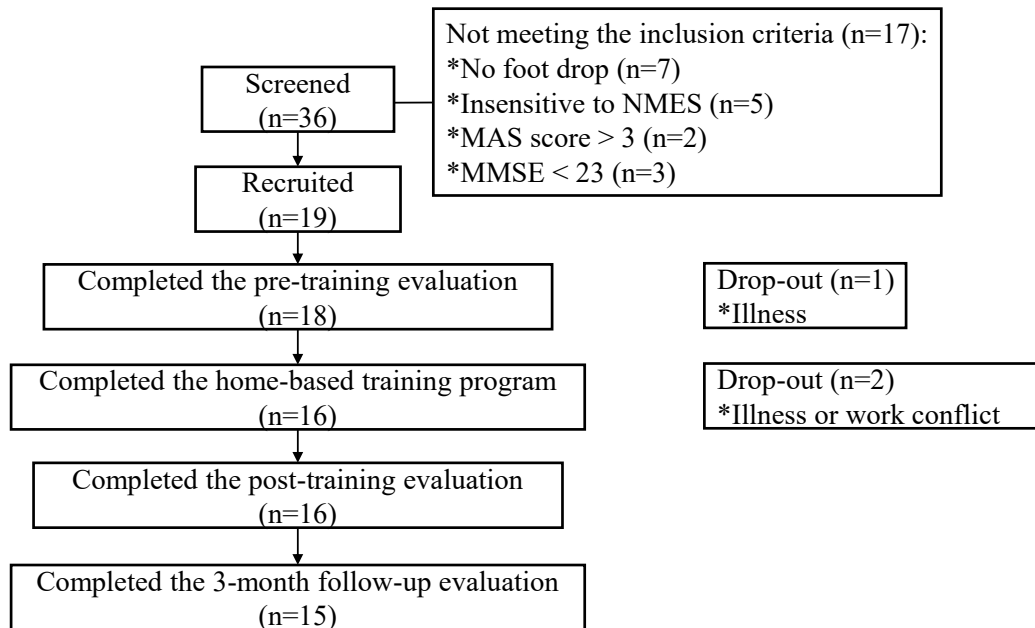 Screened
(n=36)
Not meeting the inclusion criteria (n=17):
*No foot drop (n=7)
*Insensitive to NMES (n=5)
*MAS score > 3 (n=2)
*MMSE < 23 (n=3)
Recruited
(n=19)
Completed the pre-training evaluation
(n=18)
Drop-out (n=1)
*Illness
Completed the home-based training program
(n=16)
Drop-out (n=2)
*Illness or work conflict
Completed the post-training evaluation
(n=16)
Completed the 3-month follow-up evaluation
(n=15)